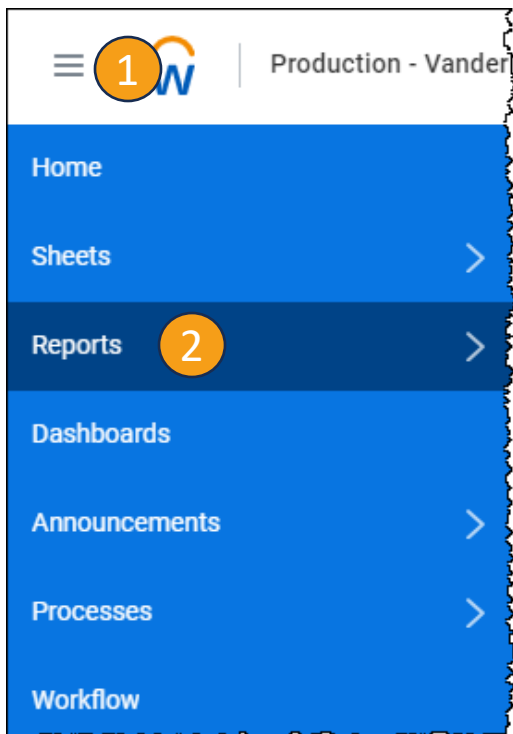 1
W
Production - Vander
Home
Sheets
Reports
2
Dashboards
Announcements
Processes
Workflow